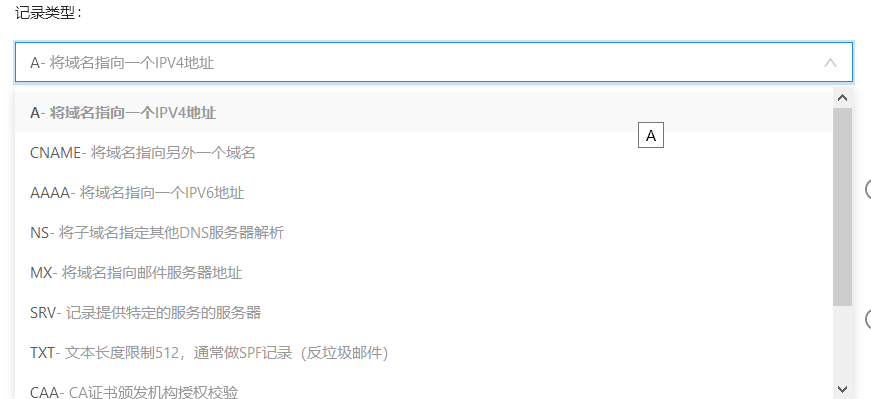 记录类型：
A- 将域名指向一个IPV4地址
A- 将域名指向一个IPV4地址
A
CNAME- 将域名指向另外一个域名
AAAA- 将域名指向一个IPV6地址
NS- 将子域名指定其他DNS服务器解析
MX- 将域名指向邮件服务器地址
SRV- 记录提供特定的服务的服务器
TXT- 文本长度限制512，通常做SPF记录（反垃圾邮件）
CAA- CA证书颁发机构授权校验